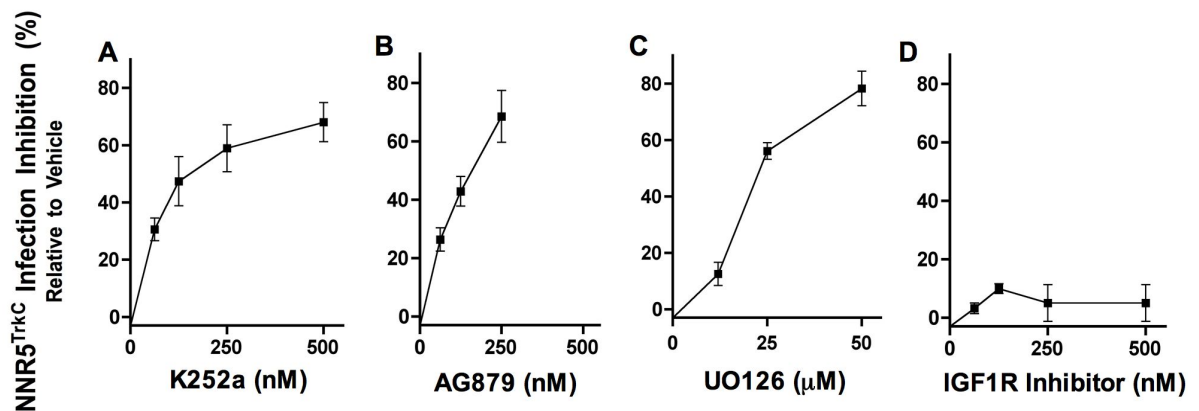 NNR5TrkC Infection Inhibition (%)
Relative to Vehicle
A
80
60
40
20
0
0 250 500
K252a (nM)
B
80
60
40
20
0
0 250 500
AG879 (nM)
C
80
60
40
20
0
0 25 50
UO126 (μM)
D
80
60
40
20
0
0 250 500
IGF1R Inhibitor (nM)